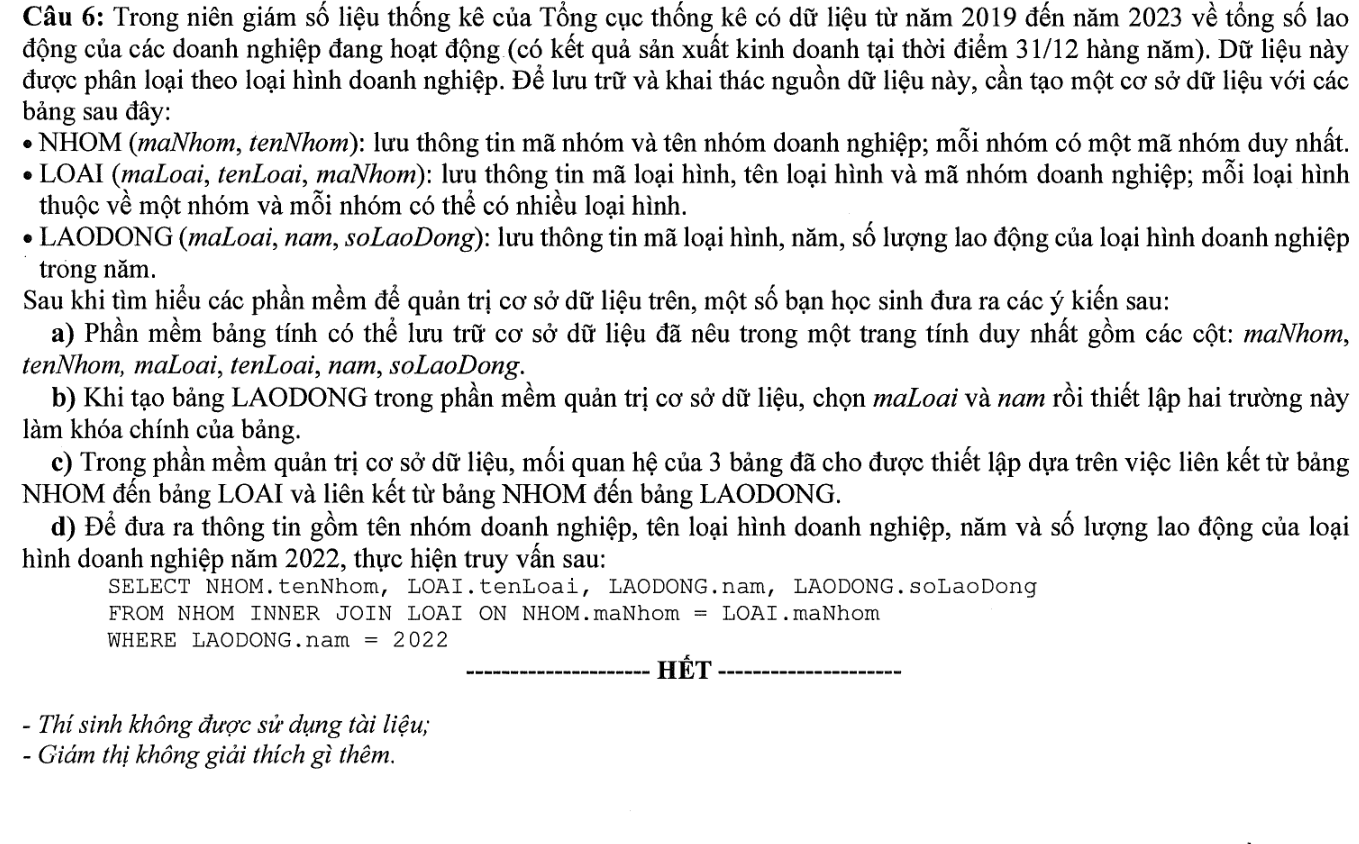 Câu 6: Trong niên giám số liệu thống kê của Tổng cục thống kê có dữ liệu từ năm 2019 đến năm 2023 về tổng số lao
động của các doanh nghiệp đang hoạt động (có kết quả sản xuất kinh doanh tại thời điểm 31/12 hàng năm). Dữ liệu này
được phân loại theo loại hình doanh nghiệp. Để lưu trữ và khai thác nguồn dữ liệu này, cần tạo một cơ sở dữ liệu với các
bảng sau đây:
• NHOM (maNhom, tenNhom): lưu thông tin mã nhóm và tên nhóm doanh nghiệp; mỗi nhóm có một mã nhóm duy nhất.
• LOAI (maLoai, tenLoai, maNhom): lưu thông tin mã loại hình, tên loại hình và mã nhóm doanh nghiệp; mỗi loại hình
thuộc về một nhóm và mỗi nhóm có thể có nhiều loại hình.
• LAODONG (maLoai, nam, soLaoDong): lưu thông tin mã loại hình, năm, số lượng lao động của loại hình doanh nghiệp
trong năm.
Sau khi tìm hiểu các phần mềm để quản trị cơ sở dữ liệu trên, một số bạn học sinh đưa ra các ý kiến sau:
a) Phần mềm bảng tính có thể lưu trữ cơ sở dữ liệu đã nêu trong một trang tính duy nhất gồm các cột: maNhom,
tenNhom, maLoai, tenLoai, nam, soLaoDong.
b) Khi tạo bảng LAODONG trong phần mềm quản trị cơ sở dữ liệu, chọn maLoai và nam rồi thiết lập hai trường này
làm khóa chính của bảng.
c) Trong phần mềm quản trị cơ sở dữ liệu, mối quan hệ của 3 bảng đã cho được thiết lập dựa trên việc liên kết từ bảng
NHOM đến bảng LOAI và liên kết từ bảng NHOM đến bảng LAODONG.
d) Để đưa ra thông tin gồm tên nhóm doanh nghiệp, tên loại hình doanh nghiệp, năm và số lượng lao động của loại
hình doanh nghiệp năm 2022, thực hiện truy vấn sau:
SELECT NHOM.tenNhom, LOAI.tenLoai, LAODONG.nam, LAODONG.soLaoDong
FROM NHOM INNER JOIN LOAI ON NHOM.maNhom = LOAI.maNhom
WHERE LAODONG.nam = 2022
--------------------- HẾT ---------------------
- Thí sinh không được sử dụng tài liệu;
- Giám thị không giải thích gì thêm.